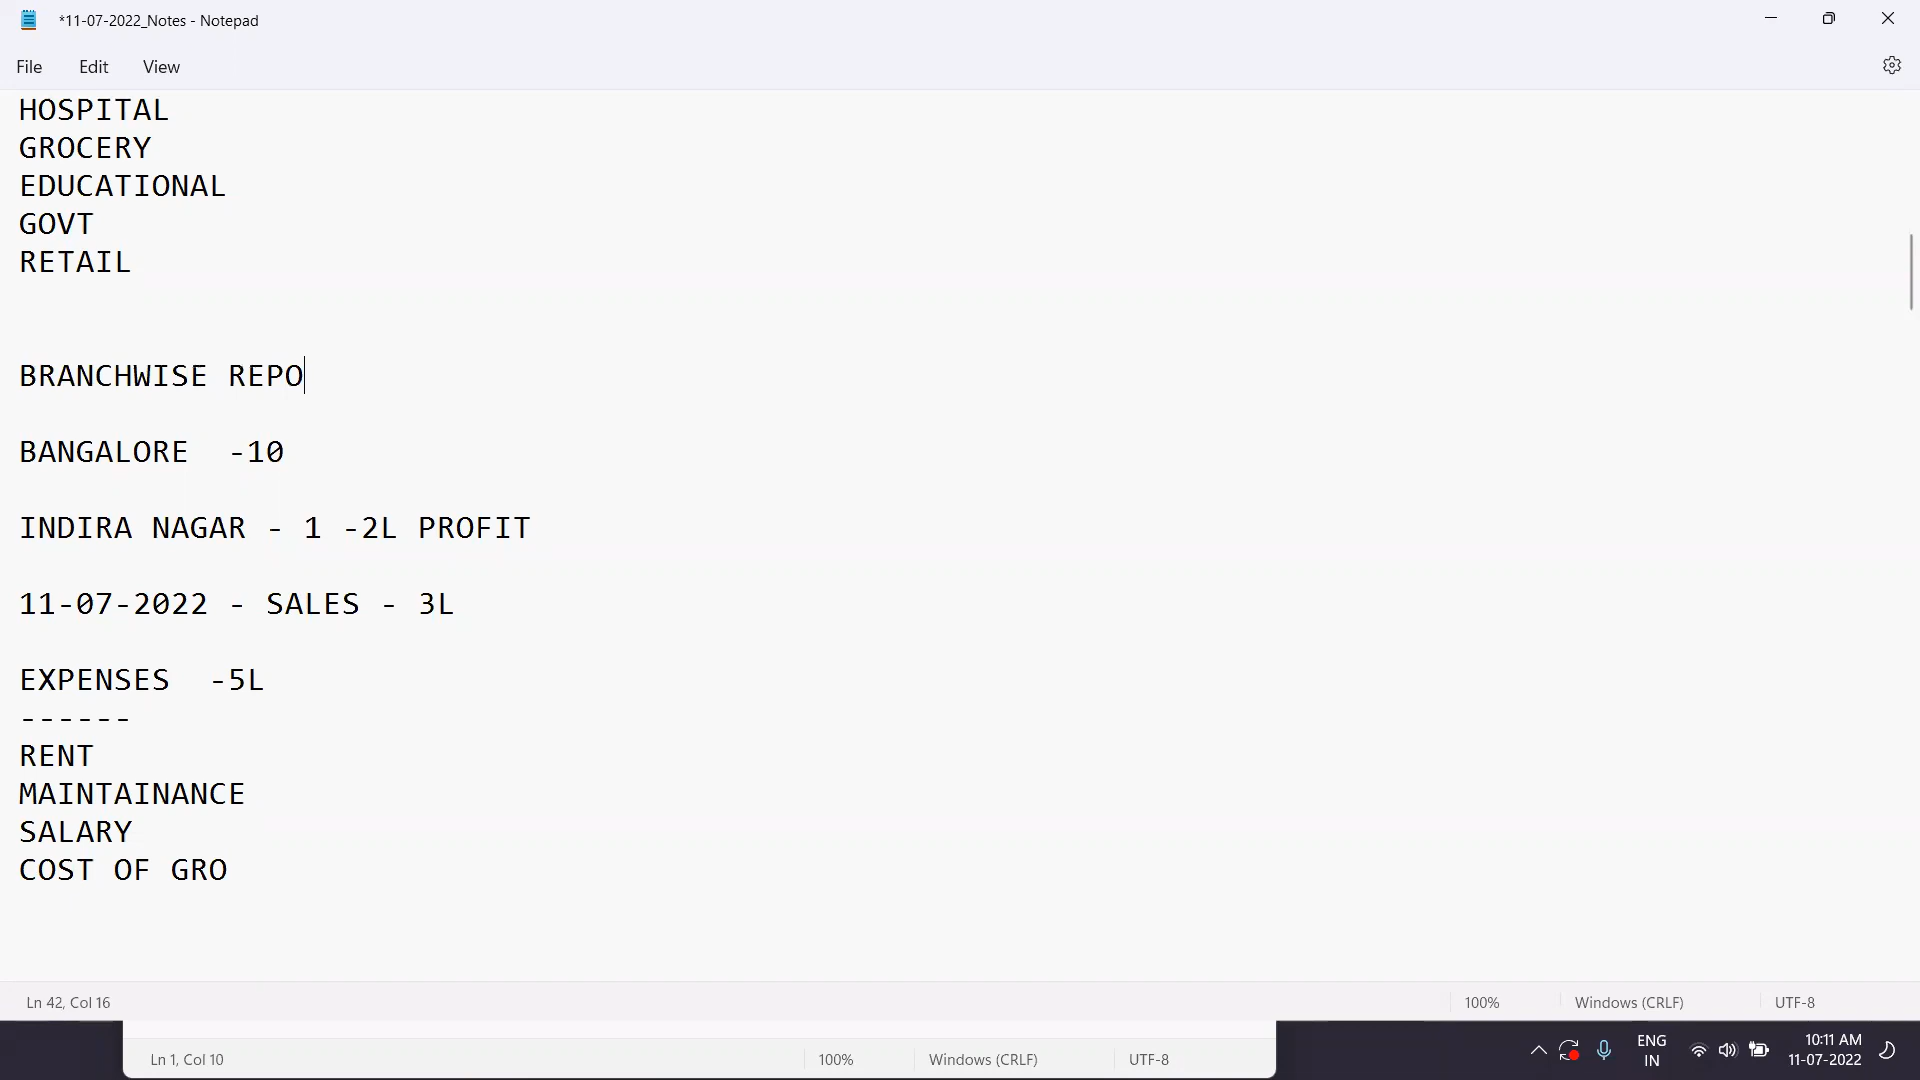 *11-07-2022_Notes - Notepad
File Edit View
HOSPITAL
GROCERY
EDUCATIONAL
GOVT
RETAIL
BRANCHWISE REPO
BANGALORE  -10
INDIRA NAGAR - 1 -2L PROFIT
11-07-2022 - SALES - 3L
EXPENSES  -5L
------
RENT
MAINTAINANCE
SALARY
COST OF GRO
Ln 42, Col 16 100% Windows (CRLF) UTF-8
Ln 1, Col 10 100% Windows (CRLF) UTF-8
ENG
IN
10:11 AM
11-07-2022